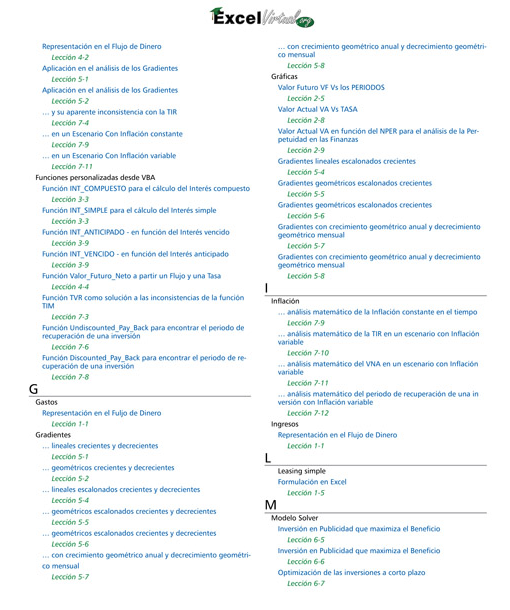 Excel Virtual.org
Representación en el Flujo de Dinero
Lección 4-2
Aplicación en el análisis de los Gradientes
Lección 5-1
Aplicación en el análisis de los Gradientes
Lección 5-2
... y su aparente inconsistencia con la TIR
Lección 7-4
... en un Escenario Con Inflación constante
Lección 7-9
... en un Escenario Con Inflación variable
Lección 7-11
Funciones personalizadas desde VBA
Función INT_COMPUESTO para el cálculo del Interés compuesto
Lección 3-3
Función INT_SIMPLE para el cálculo del Interés simple
Lección 3-3
Función INT_ANTICIPADO - en función del Interés vencido
Lección 3-9
Función INT_VENCIDO - en función del Interés anticipado
Lección 3-9
Función Valor_Futuro_Neto a partir un Flujo y una Tasa
Lección 4-4
Función TVR como solución a las inconsistencias de la función
TIM
Lección 7-3
Función Undiscounted_Pay_Back para encontrar el periodo de
recuperación de una inversión
Lección 7-6
Función Discounted_Pay_Back para encontrar el periodo de re-
cuperación de una inversión
Lección 7-8
G
Gastos
Representación en el Fuljo de Dinero
Lección 1-1
Gradientes
... lineales crecientes y decrecientes
Lección 5-1
... geométricos crecientes y decrecientes
Lección 5-2
... lineales escalonados crecientes y decrecientes
Lección 5-4
... geométricos escalonados crecientes y decrecientes
Lección 5-5
... geométricos escalonados crecientes y decrecientes
Lección 5-6
... con crecimiento geométrico anual y decrecimiento geométri-
co mensual
Lección 5-7
... con crecimiento geométrico anual y decrecimiento geométri-
co mensual
Lección 5-8
Gráficas
Valor Futuro VF Vs los PERIODOS
Lección 2-5
Valor Actual VA Vs TASA
Lección 2-8
Valor Actual VA en función del NPER para el análisis de la Per-
petuidad en las Finanzas
Lección 2-9
Gradientes lineales escalonados crecientes
Lección 5-4
Gradientes geométricos escalonados crecientes
Lección 5-5
Gradientes geométricos escalonados crecientes
Lección 5-6
Gradientes con crecimiento geométrico anual y decrecimiento
geométrico mensual
Lección 5-7
Gradientes con crecimiento geométrico anual y decrecimiento
geométrico mensual
Lección 5-8
I
Inflación
... análisis matemático de la Inflación constante en el tiempo
Lección 7-9
... análisis matemático de la TIR en un escenario con Inflación
variable
Lección 7-10
... análisis matemático del VNA en un escenario con Inflación
variable
Lección 7-11
... análisis matemático del periodo de recuperación de una in
versión con Inflación variable
Lección 7-12
Ingresos
Representación en el Flujo de Dinero
Lección 1-1
L
Leasing simple
Formulación en Excel
Lección 1-5
M
Modelo Solver
Inversión en Publicidad que maximiza el Beneficio
Lección 6-5
Inversión en Publicidad que maximiza el Beneficio
Lección 6-6
Optimización de las inversiones a corto plazo
Lección 6-7